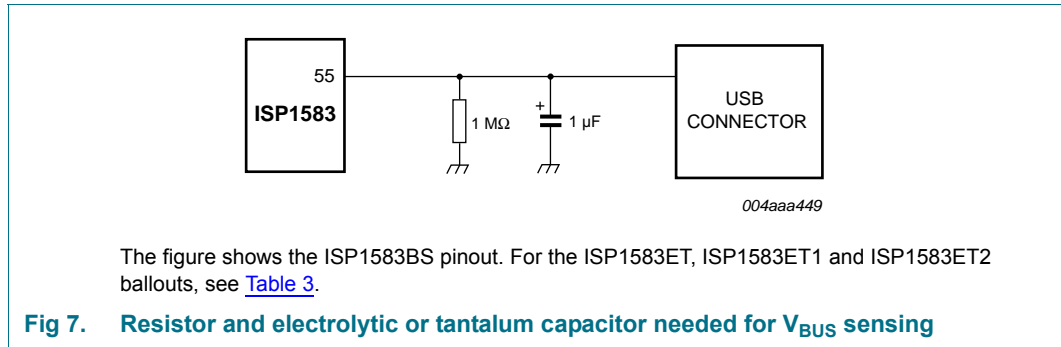 55
ISP1583
1 MΩ
+
1 μF
USB
CONNECTOR
004aaa449
The figure shows the ISP1583BS pinout. For the ISP1583ET, ISP1583ET1 and ISP1583ET2
ballouts, see Table 3.
Fig 7. Resistor and electrolytic or tantalum capacitor needed for VBUS sensing